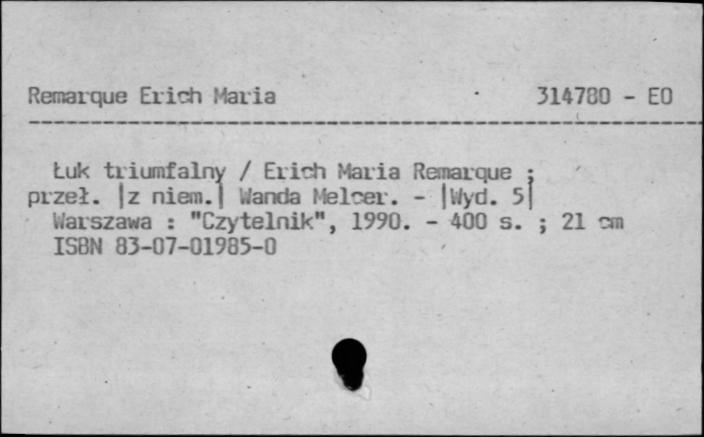 Remarque Erich Maria 314780 - EO
Łuk triumfalny / Erich Maria Remarque ;
przeł. |z niem.| Wanda Melcer. - |Wyd. 5|
Warszawa : "Czytelnik", 1990. - 400 s. ; 21 cm
ISBN 83-07-01985-0